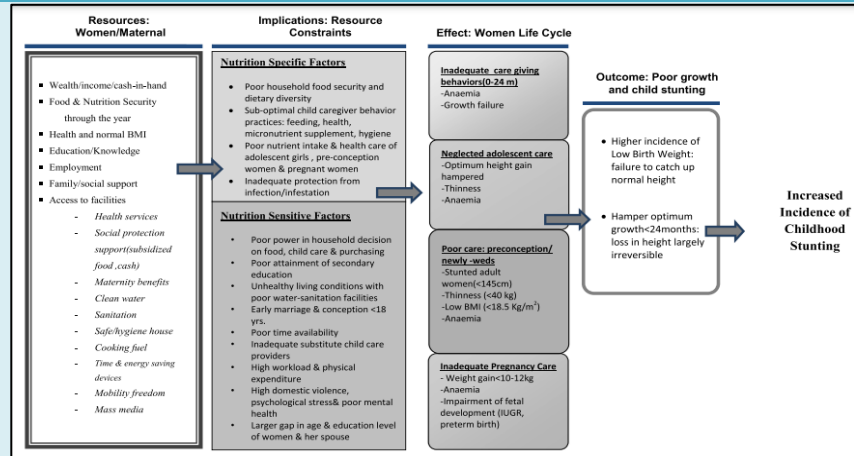 Resources:
Women/Maternal
▪ Wealth/income/cash-in-hand
▪ Food & Nutrition Security
through the year
▪ Health and normal BMI
▪ Education/Knowledge
▪ Employment
▪ Family/social support
▪ Access to facilities
- Health services
- Social protection
support(subsidized
food ,cash)
- Maternity benefits
- Clean water
- Sanitation
- Safe/hygiene house
- Cooking fuel
- Time & energy saving
devices
- Mobility freedom
- Mass media
Implications: Resource
Constraints
Nutrition Specific Factors
• Poor household food security and
dietary diversity
• Sub-optimal child caregiver behavior
practices: feeding, health,
micronutrient supplement, hygiene
• Poor nutrient intake & health care of
adolescent girls , pre-conception
women & pregnant women
• Inadequate protection from
infection/infestation
Nutrition Sensitive Factors
• Poor power in household decision
on food, child care & purchasing
• Poor attainment of secondary
education
• Unhealthy living conditions with
poor water-sanitation facilities
• Early marriage & conception <18
yrs.
• Poor time availability
• Inadequate substitute child care
providers
• High workload & physical
expenditure
• High domestic violence,
psychological stress& poor mental
health
• Larger gap in age & education level
of women & her spouse
Effect: Women Life Cycle
Inadequate care giving
behaviors(0-24 m)
-Anaemia
-Growth failure
Neglected adolescent care
-Optimum height gain
hampered
-Thinness
-Anaemia
Poor care: preconception/
newly -weds
-Stunted adult
women(<145cm)
-Thinness (<40 kg)
-Low BMI (<18.5 Kg/m²)
-Anaemia
Inadequate Pregnancy Care
- Weight gain<10-12kg
-Anaemia
-Impairment of fetal
development (IUGR,
preterm birth)
Outcome: Poor growth
and child stunting
• Higher incidence of
Low Birth Weight:
failure to catch up
normal height
• Hamper optimum
growth<24months:
loss in height largely
irreversible
Increased
Incidence of
Childhood
Stunting